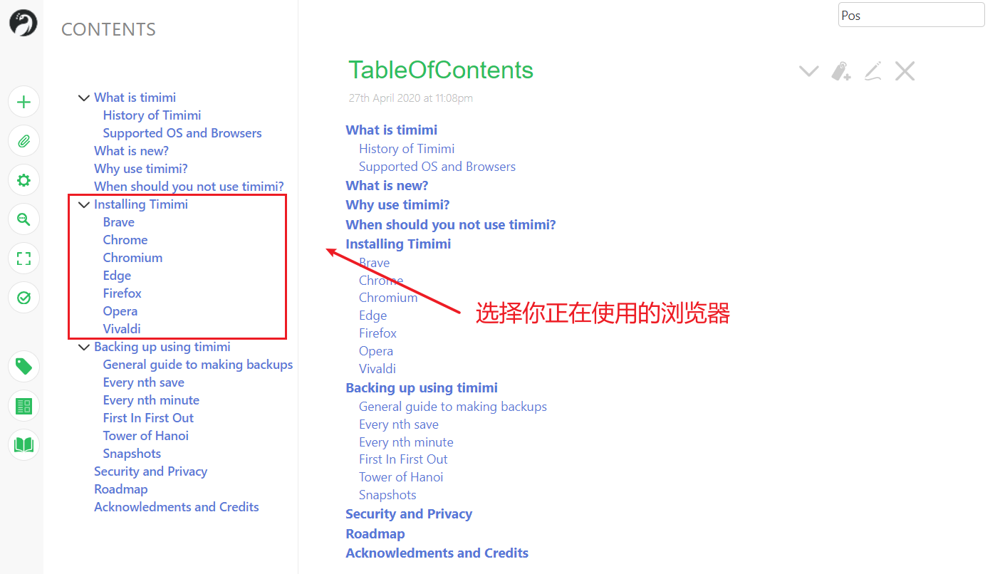 CONTENTS
What is timimi
History of Timimi
Supported OS and Browsers
What is new?
Why use timimi?
When should you not use timimi?
Installing Timimi
Brave
Chrome
Chromium
Edge
Firefox
Opera
Vivaldi
Backing up using timimi
General guide to making backups
Every nth save
Every nth minute
First In First Out
Tower of Hanoi
Snapshots
Security and Privacy
Roadmap
Acknowledments and Credits
Pos
TableOfContents
27th April 2020 at 11:08pm
What is timimi
History of Timimi
Supported OS and Browsers
What is new?
Why use timimi?
When should you not use timimi?
Installing Timimi
Brave
Chrome
Chromium
Edge
Firefox
Opera
Vivaldi
Backing up using timimi
General guide to making backups
Every nth save
Every nth minute
First In First Out
Tower of Hanoi
Snapshots
Security and Privacy
Roadmap
Acknowledments and Credits
选择你正在使用的浏览器